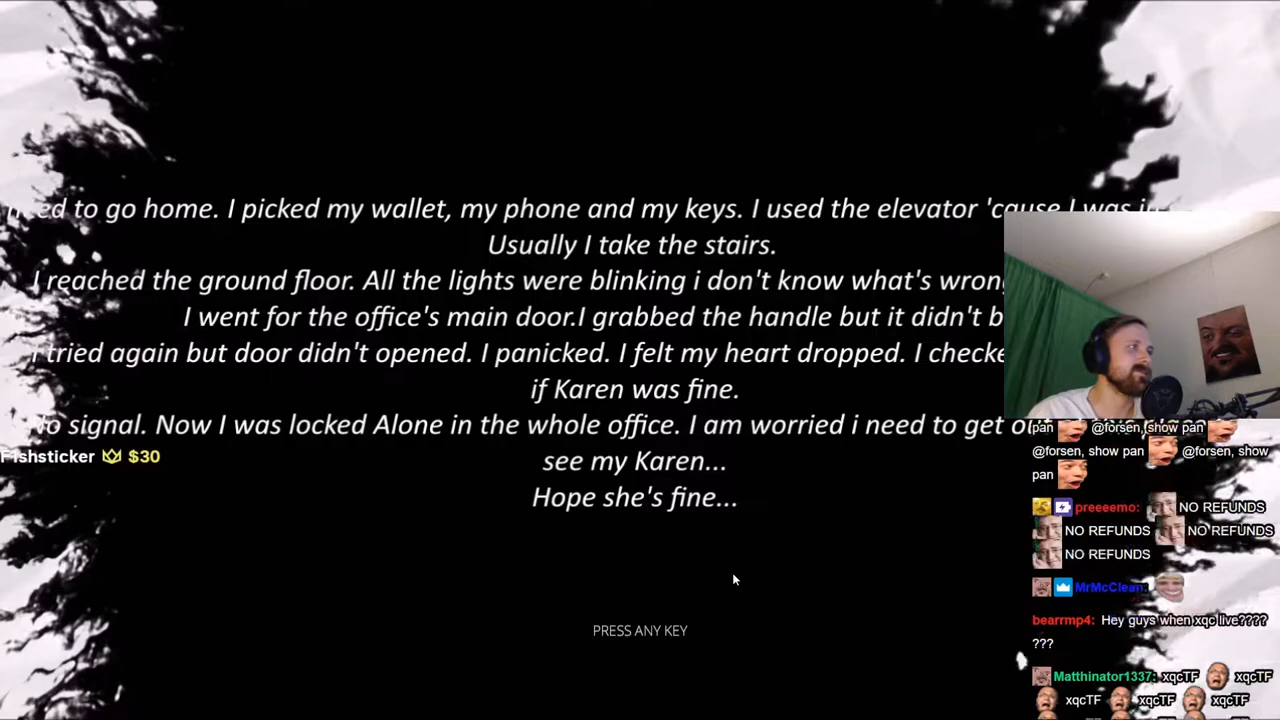 to go home. I picked my wallet, my phone and my keys. I used the elevator 'cause I was
Usually I take the stairs.
I reached the ground floor. All the lights were blinking i don't know what's
I went for the office's main door.I grabbed the handle but it didn't
I tried again but door didn't opened. I panicked. I felt my heart dropped. I
if Karen was fine.
signal. Now I was locked Alone in the whole office. I am worried i need to get
see my Karen...
Hope she's fine...
PRESS ANY KEY
F1shsticker $30
pan @forsen, show pan
@forsen, show pan @forsen, show
pan
preeeemo: NO REFUNDS
NO REFUNDS NO REFUNDS
NO REFUNDS
MrMcClean:
bearrmp4: Hey guys when xqc live????
???
Matthinator1337: xqcTF xqcTF
xqcTF xqcTF xqcTF